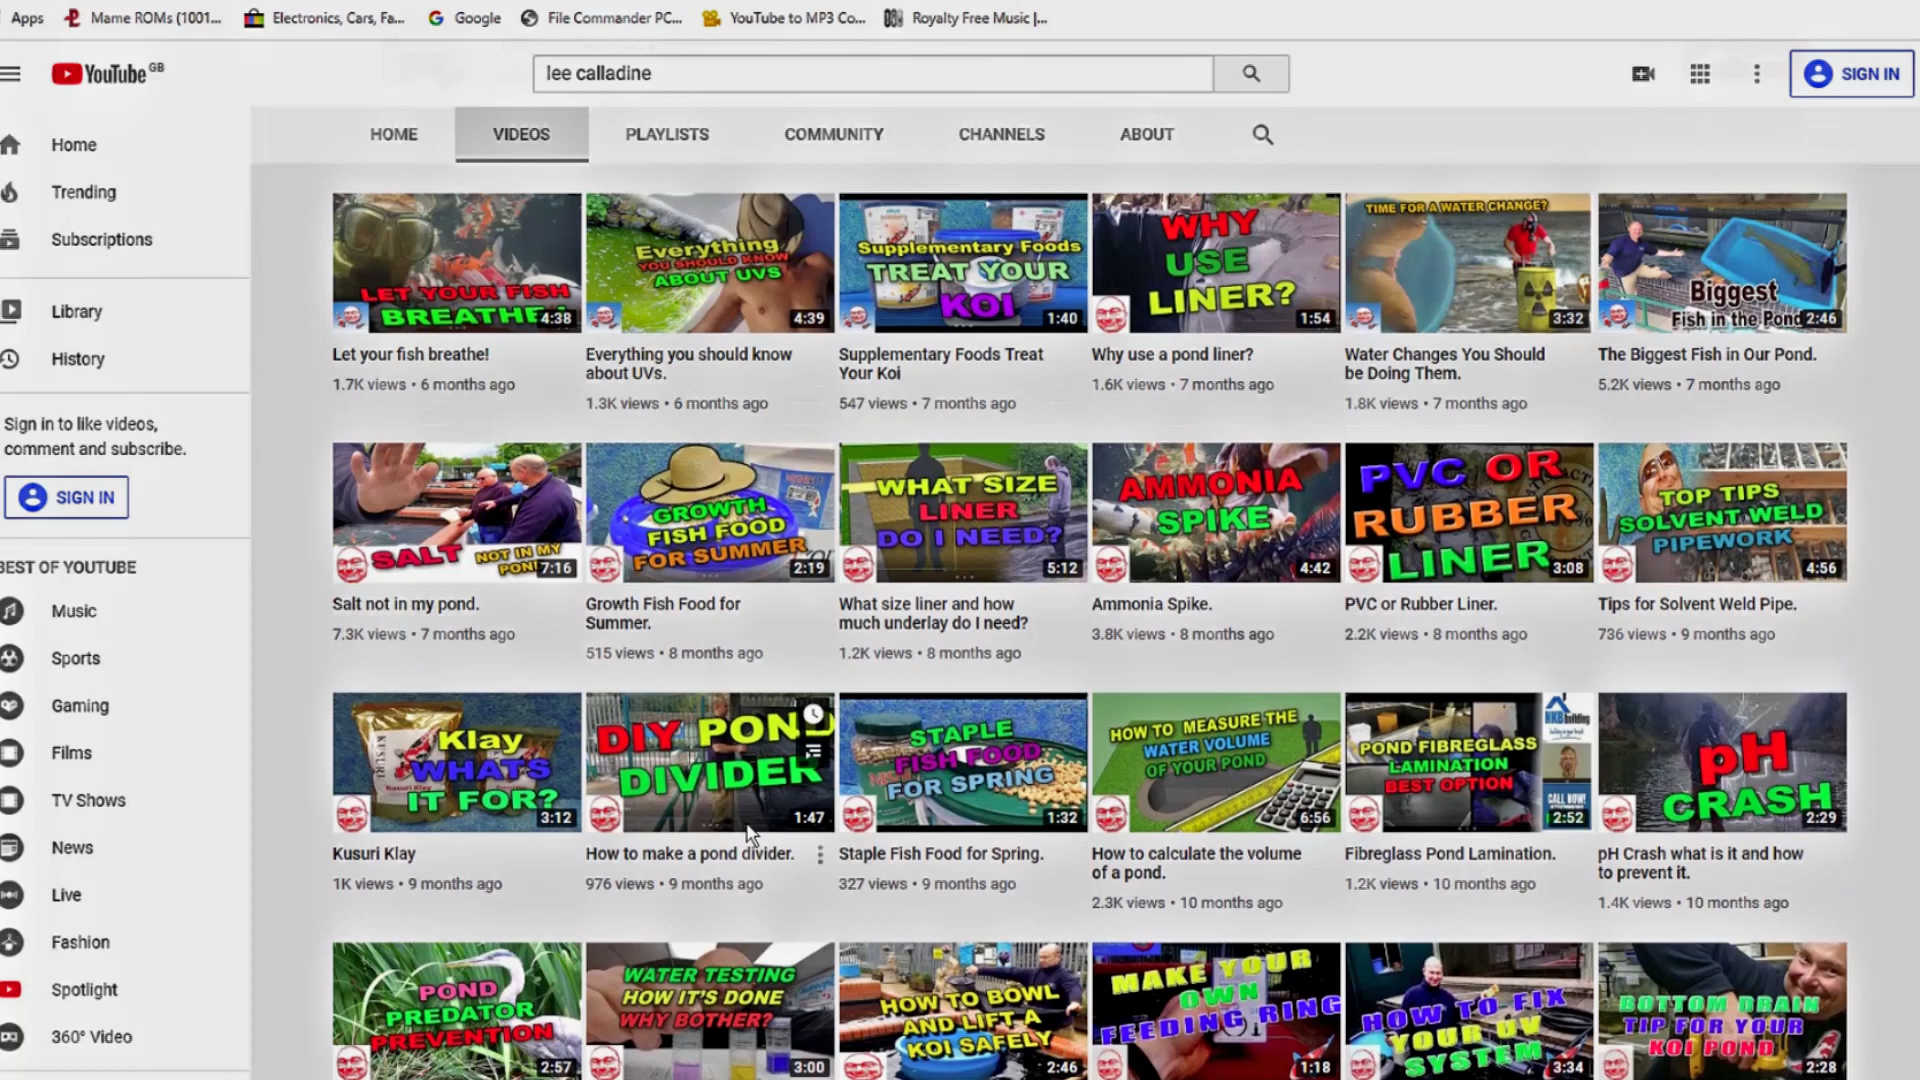 Apps
Mame ROMs (1001...
Electronics, Cars, Fa...
Google
File Commander PC...
YouTube to MP3 Co...
Royalty Free Music |...
YouTube GB
lee calladine
SIGN IN
HOME
VIDEOS
PLAYLISTS
COMMUNITY
CHANNELS
ABOUT
Home
Trending
Subscriptions
Library
History
Sign in to like videos,
comment and subscribe.
SIGN IN
BEST OF YOUTUBE
Music
Sports
Gaming
Films
TV Shows
News
Live
Fashion
Spotlight
360° Video
LET YOUR FISH
BREATHE!
4:38
Let your fish breathe!
1.7K views • 6 months ago
Everything
YOU SHOULD KNOW
ABOUT UVS
4:39
Everything you should know
about UVs.
1.3K views • 6 months ago
Supplementary Foods
TREAT YOUR
KOI
1:40
Supplementary Foods Treat
Your Koi
547 views • 7 months ago
WHY
USE
LINER?
1:54
Why use a pond liner?
1.6K views • 7 months ago
TIME FOR A WATER CHANGE?
3:32
Water Changes You Should
be Doing Them.
1.8K views • 7 months ago
Biggest
Fish in the Pond
2:46
The Biggest Fish in Our Pond.
5.2K views • 7 months ago
SALT
NOT IN MY
POND
7:16
Salt not in my pond.
7.3K views • 7 months ago
GROWTH
FISH FOOD
FOR SUMMER
2:19
Growth Fish Food for
Summer.
515 views • 8 months ago
WHAT SIZE
LINER
DO I NEED?
5:12
What size liner and how
much underlay do I need?
1.2K views • 8 months ago
AMMONIA
SPIKE
4:42
Ammonia Spike.
3.8K views • 8 months ago
PVC OR
RUBBER
LINER
3:08
PVC or Rubber Liner.
2.2K views • 8 months ago
TOP TIPS
SOLVENT WELD
PIPEWORK
4:56
Tips for Solvent Weld Pipe.
736 views • 9 months ago
KUSURI
Kusuri Klay
Klay
WHATS
IT FOR?
3:12
Kusuri Klay
1K views • 9 months ago
DIY POND
DIVIDER
1:47
How to make a pond divider.
976 views • 9 months ago
STAPLE
FISH FOOD
FOR SPRING
1:32
Staple Fish Food for Spring.
327 views • 9 months ago
HOW TO MEASURE THE
WATER VOLUME
OF YOUR POND
6:56
How to calculate the volume
of a pond.
2.3K views • 10 months ago
POND FIBREGLASS
LAMINATION
BEST OPTION
NKBbuilding
CALL NOW!
2:52
Fibreglass Pond Lamination.
1.2K views • 10 months ago
pH
CRASH
2:29
pH Crash what is it and how
to prevent it.
1.4K views • 10 months ago
POND
PREDATOR
PREVENTION
2:57
WATER TESTING
HOW IT'S DONE
WHY BOTHER?
3:00
HOW TO BOWL
AND LIFT A
KOI SAFELY
2:46
MAKE YOUR
OWN
FEEDING RING
1:18
HOW TO FIX
YOUR UV
SYSTEM
3:34
BOTTOM DRAIN
TIP FOR YOUR
KOI POND
2:28